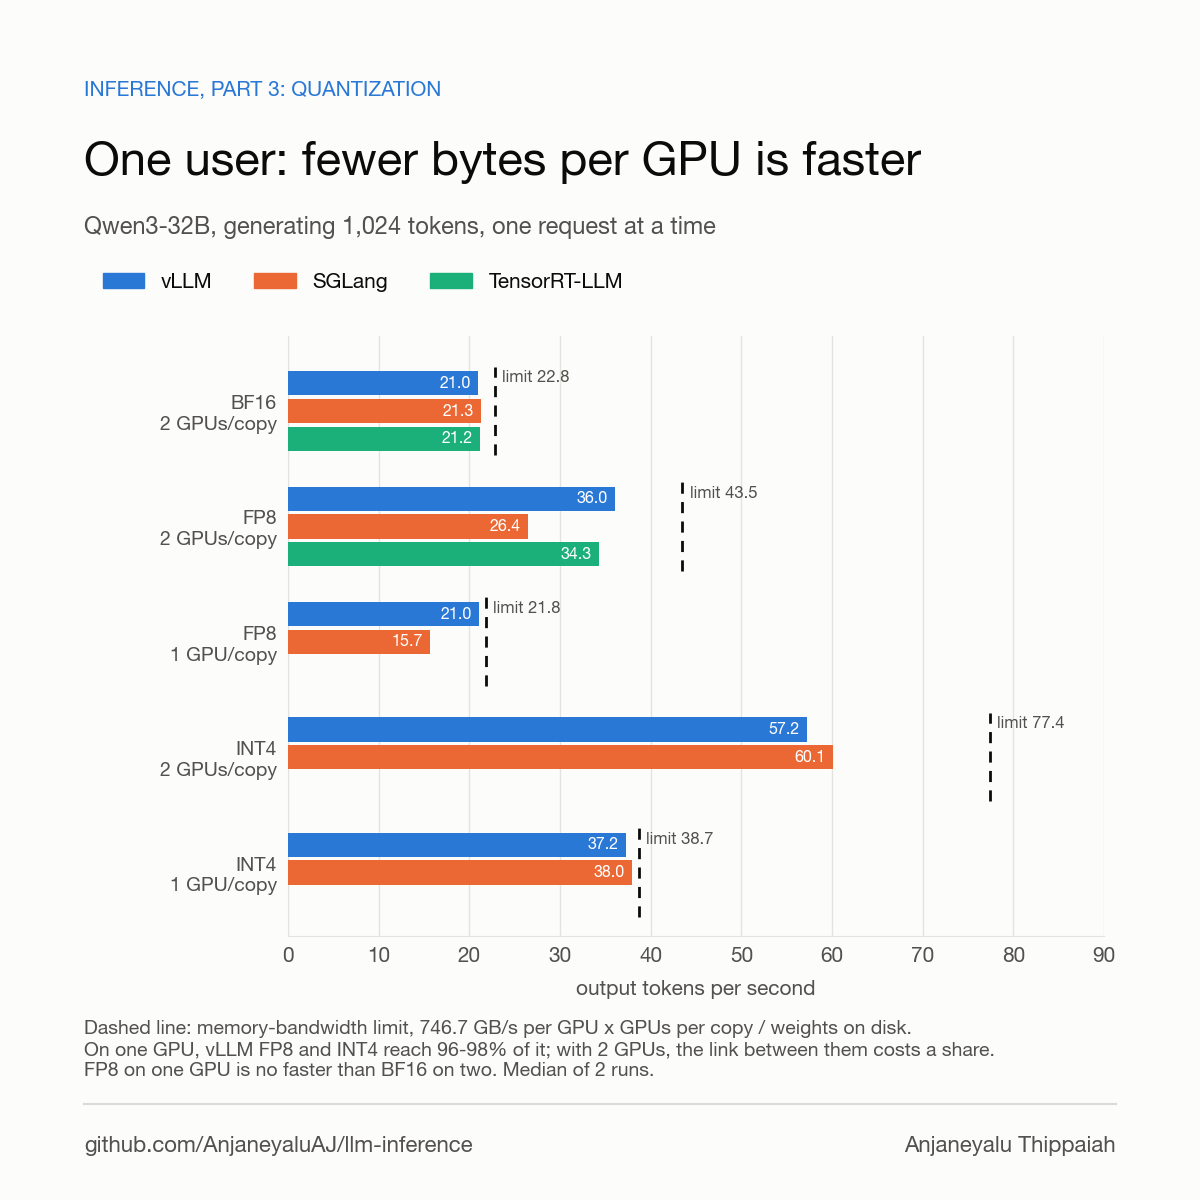 INFERENCE, PART 3: QUANTIZATION
One user: fewer bytes per GPU is faster
Qwen3-32B, generating 1,024 tokens, one request at a time
vLLM
SGLang
TensorRT-LLM
BF16
2 GPUs/copy
21.0
21.3
21.2
limit 22.8
FP8
2 GPUs/copy
36.0
26.4
34.3
limit 43.5
FP8
1 GPU/copy
21.0
15.7
limit 21.8
INT4
2 GPUs/copy
57.2
60.1
limit 77.4
INT4
1 GPU/copy
37.2
38.0
limit 38.7
0 10 20 30 40 50 60 70 80 90
output tokens per second
Dashed line: memory-bandwidth limit, 746.7 GB/s per GPU x GPUs per copy / weights on disk.
On one GPU, vLLM FP8 and INT4 reach 96-98% of it; with 2 GPUs, the link between them costs a share.
FP8 on one GPU is no faster than BF16 on two. Median of 2 runs.
github.com/AnjaneyaluAJ/llm-inference
Anjaneyalu Thippaiah